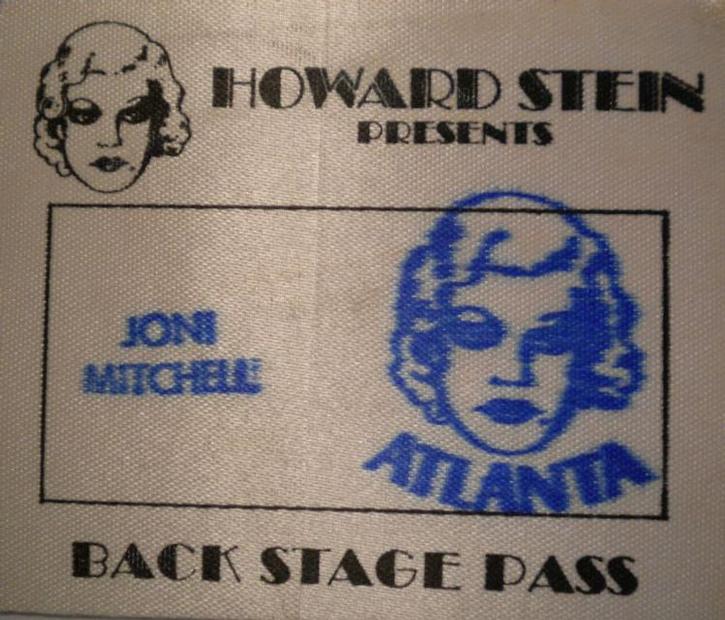 HOWARD STEIN
PRESENTS
JONI
MITCHELL
ATLANTA
BACK STAGE PASS